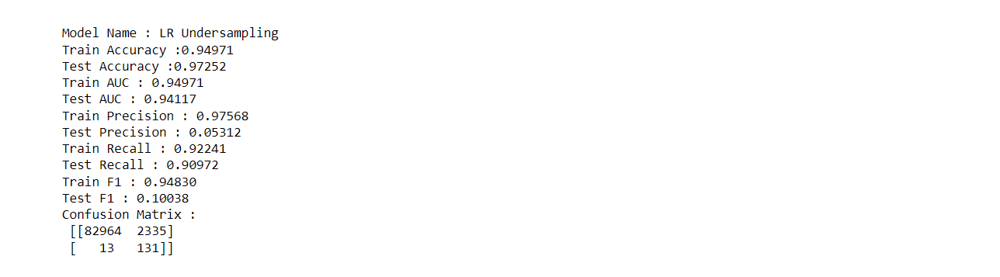 Model Name : LR Undersampling
Train Accuracy :0.94971
Test Accuracy :0.97252
Train AUC : 0.94971
Test AUC : 0.94117
Train Precision : 0.97568
Test Precision : 0.05312
Train Recall : 0.92241
Test Recall : 0.90972
Train F1 : 0.94830
Test F1 : 0.10038
Confusion Matrix :
[[82964  2335]
[   13   131]]